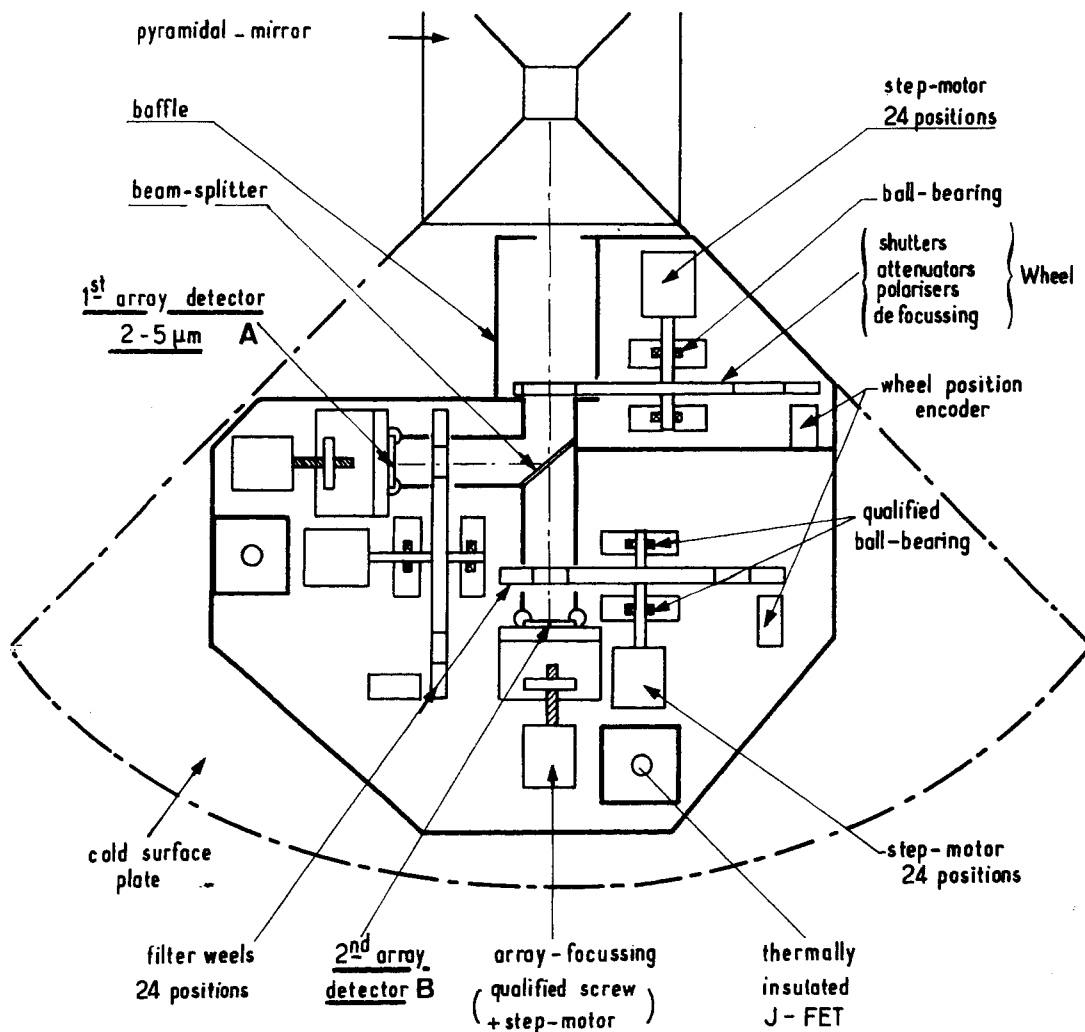 pyramidal - mirror
baffle
beam-splitter
1st array detector
2-5 µm A
step-motor
24 positions
ball-bearing
shutters
attenuators
polarisers
defocussing
Wheel
wheel position
encoder
qualified
ball-bearing
step-motor
24 positions
cold surface
plate
filter weels
24 positions
2nd array
detector B
array-focussing
(qualified screw
+ step-motor)
thermally
insulated
J-FET